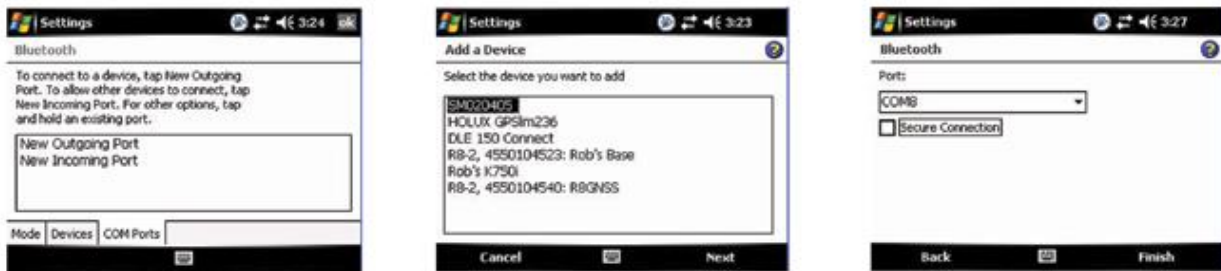 Settings 3:24 ok
Bluetooth
To connect to a device, tap New Outgoing
Port. To allow other devices to connect, tap
New Incoming Port. For other options, tap
and hold an existing port.
New Outgoing Port
New Incoming Port
Mode Devices COM Ports
Settings 3:23
Add a Device
Select the device you want to add
SM020405
HOLUX GPSlim236
DLE 150 Connect
R8-2, 4550104523: Rob's Base
Rob's K750i
R8-2, 4550104540: R8GNSS
Cancel Next
Settings 3:27
Bluetooth
Port:
COM8
Secure Connection
Back Finish